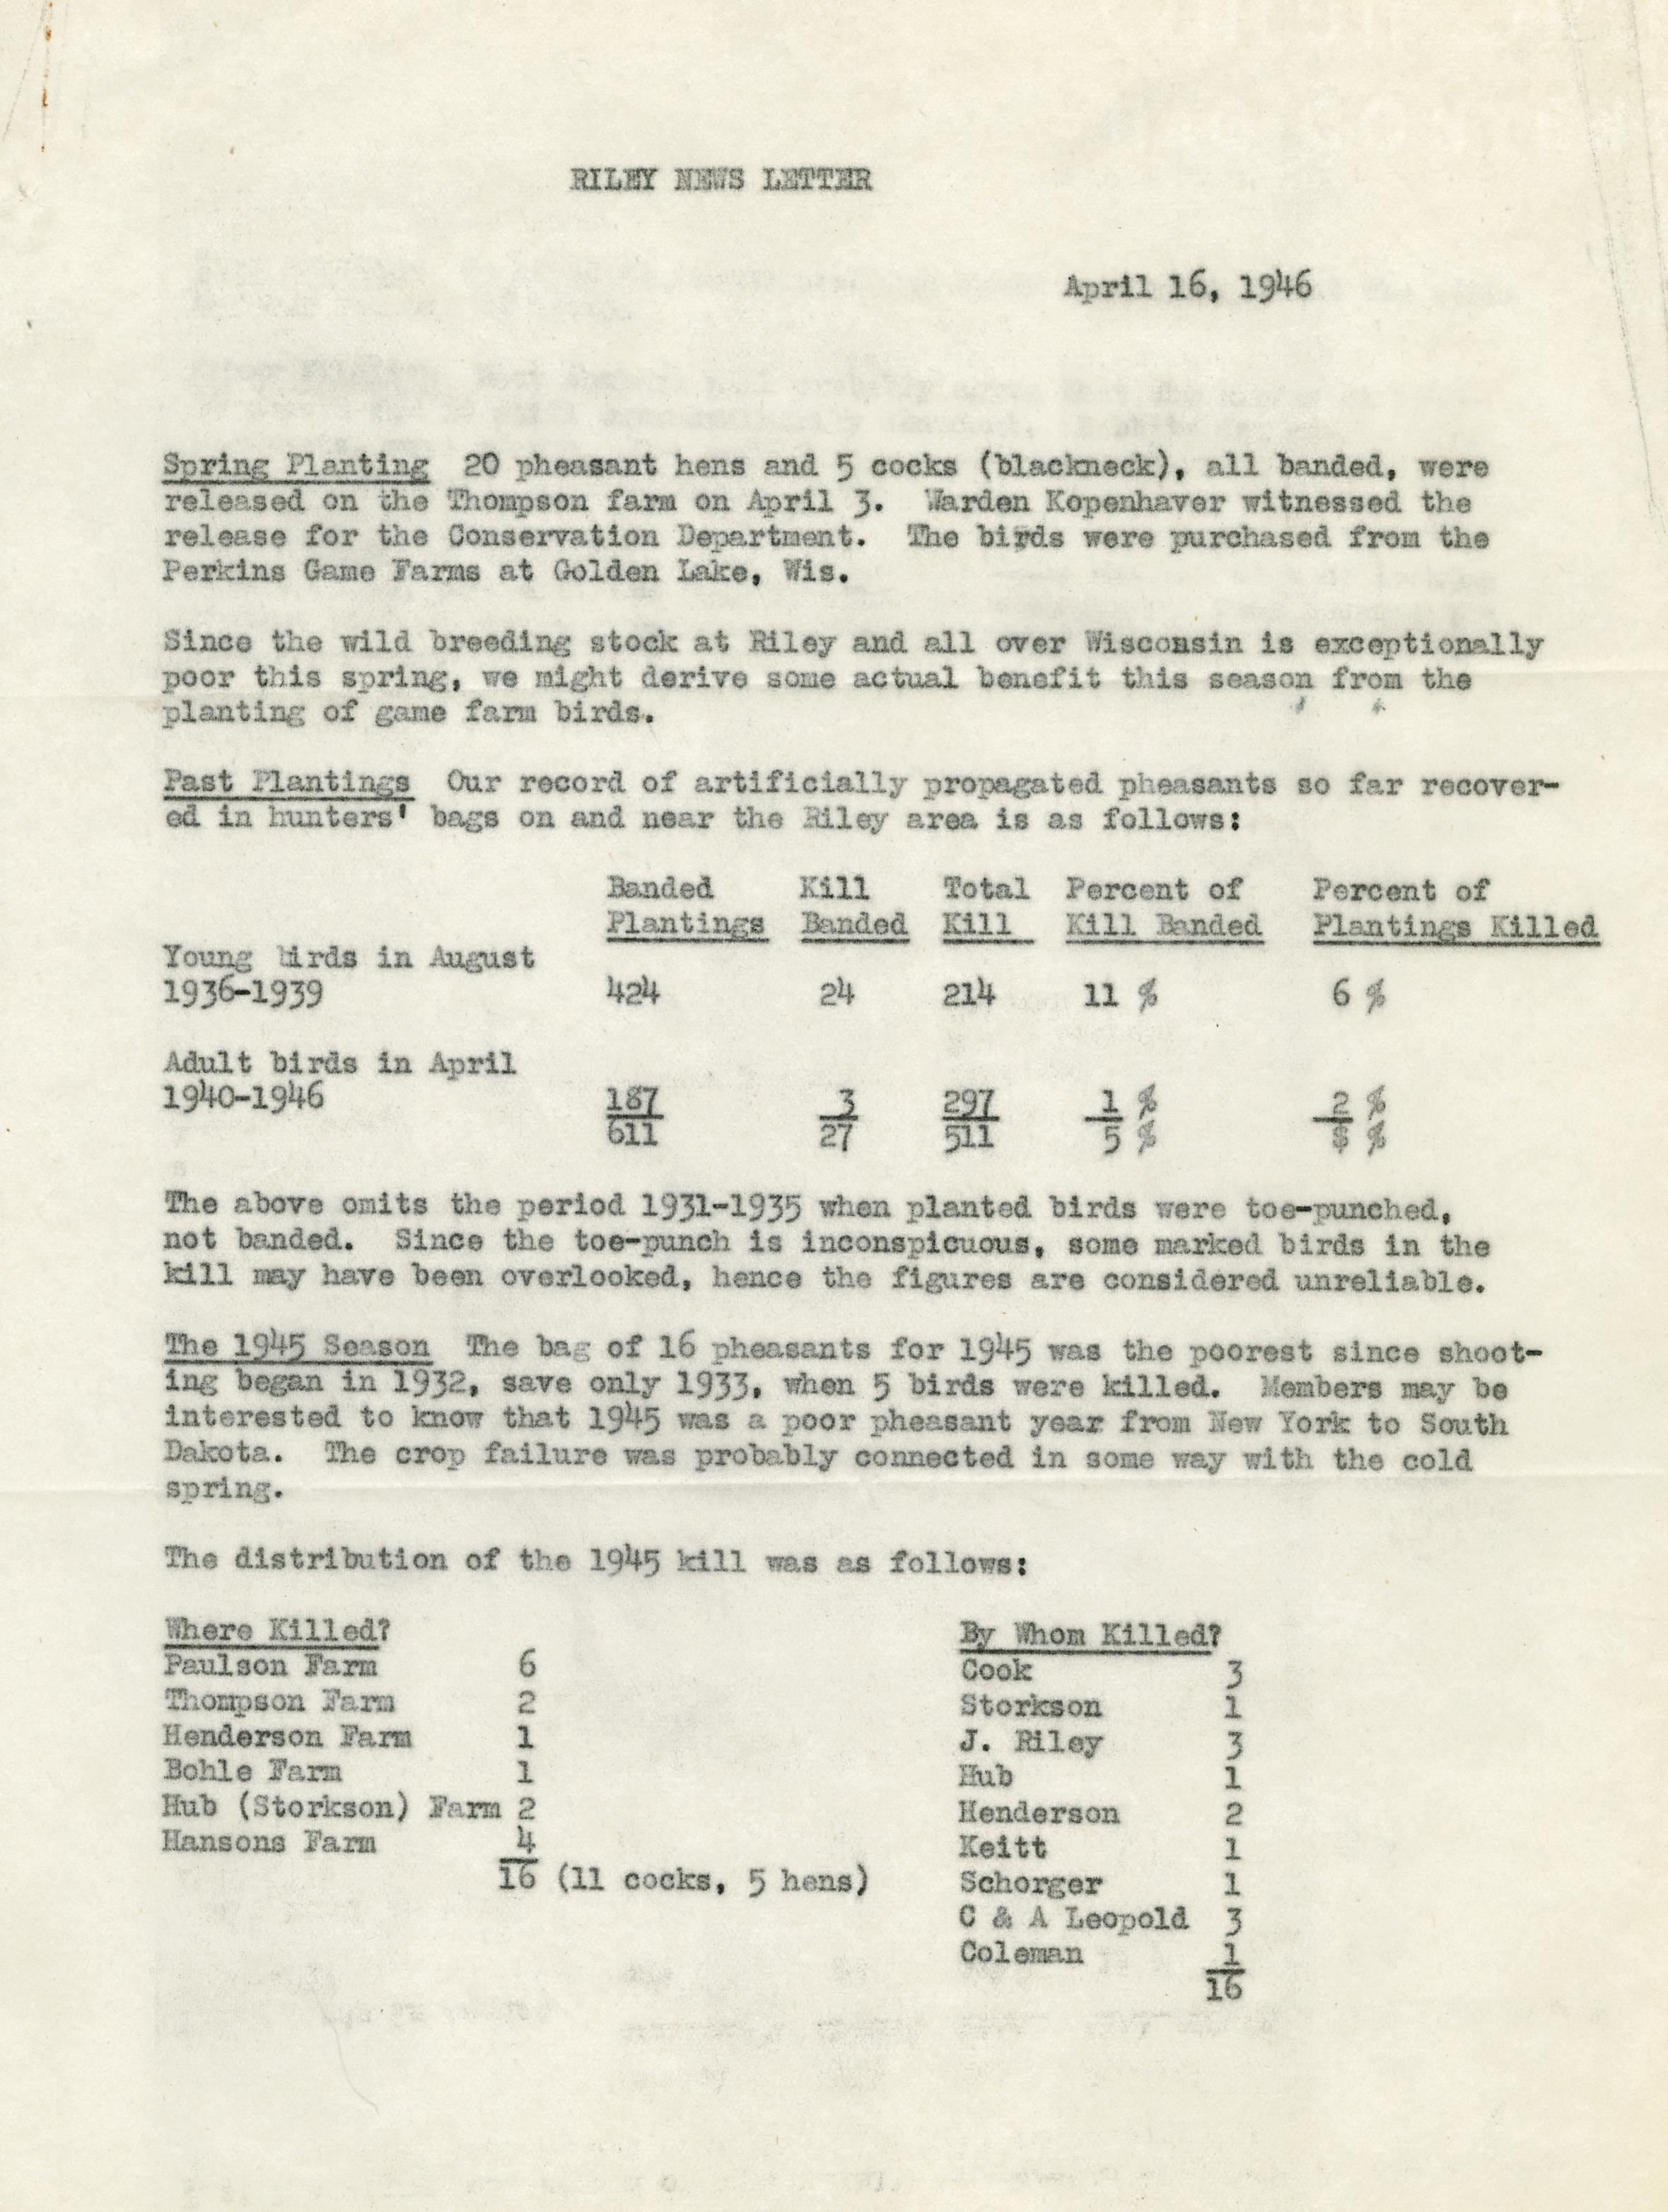 RILEY NEWS LETTER
April 16, 1946
Spring Planting 20 pheasant hens and 5 cocks (blackneck), all banded, were
released on the Thompson farm on April 3. Warden Kopenhaver witnessed the
release for the Conservation Department. The birds were purchased from the
Perkins Game Farms at Golden Lake, Wis.
Since the wild breeding stock at Riley and all over Wisconsin is exceptionally
poor this spring, we might derive some actual benefit this season from the
planting of game farm birds.
Past Plantings Our record of artificially propagated pheasants so far recover-
ed in hunters' bags on and near the Riley area is as follows:
Banded Kill Total Percent of Percent of
Plantings Banded Kill Kill Banded Plantings Killed
Young birds in August
1936-1939 424 24 214 11 % 6 %
Adult birds in April
1940-1946 187 3 297 1 % 2 %
611 27 511 5 % %
The above omits the period 1931-1935 when planted birds were toe-punched,
not banded. Since the toe-punch is inconspicuous, some marked birds in the
kill may have been overlooked, hence the figures are considered unreliable.
The 1945 Season The bag of 16 pheasants for 1945 was the poorest since shoot-
ing began in 1932, save only 1933, when 5 birds were killed. Members may be
interested to know that 1945 was a poor pheasant year from New York to South
Dakota. The crop failure was probably connected in some way with the cold
spring.
The distribution of the 1945 kill was as follows:
Where Killed?
Paulson Farm 6
Thompson Farm 2
Henderson Farm 1
Bohle Farm 1
Hub (Storkson) Farm 2
Hansons Farm 4
16 (11 cocks, 5 hens)
By Whom Killed?
Cook 3
Storkson 1
J. Riley 3
Hub 1
Henderson 2
Keitt 1
Schorger 1
C & A Leopold 3
Coleman 1
16